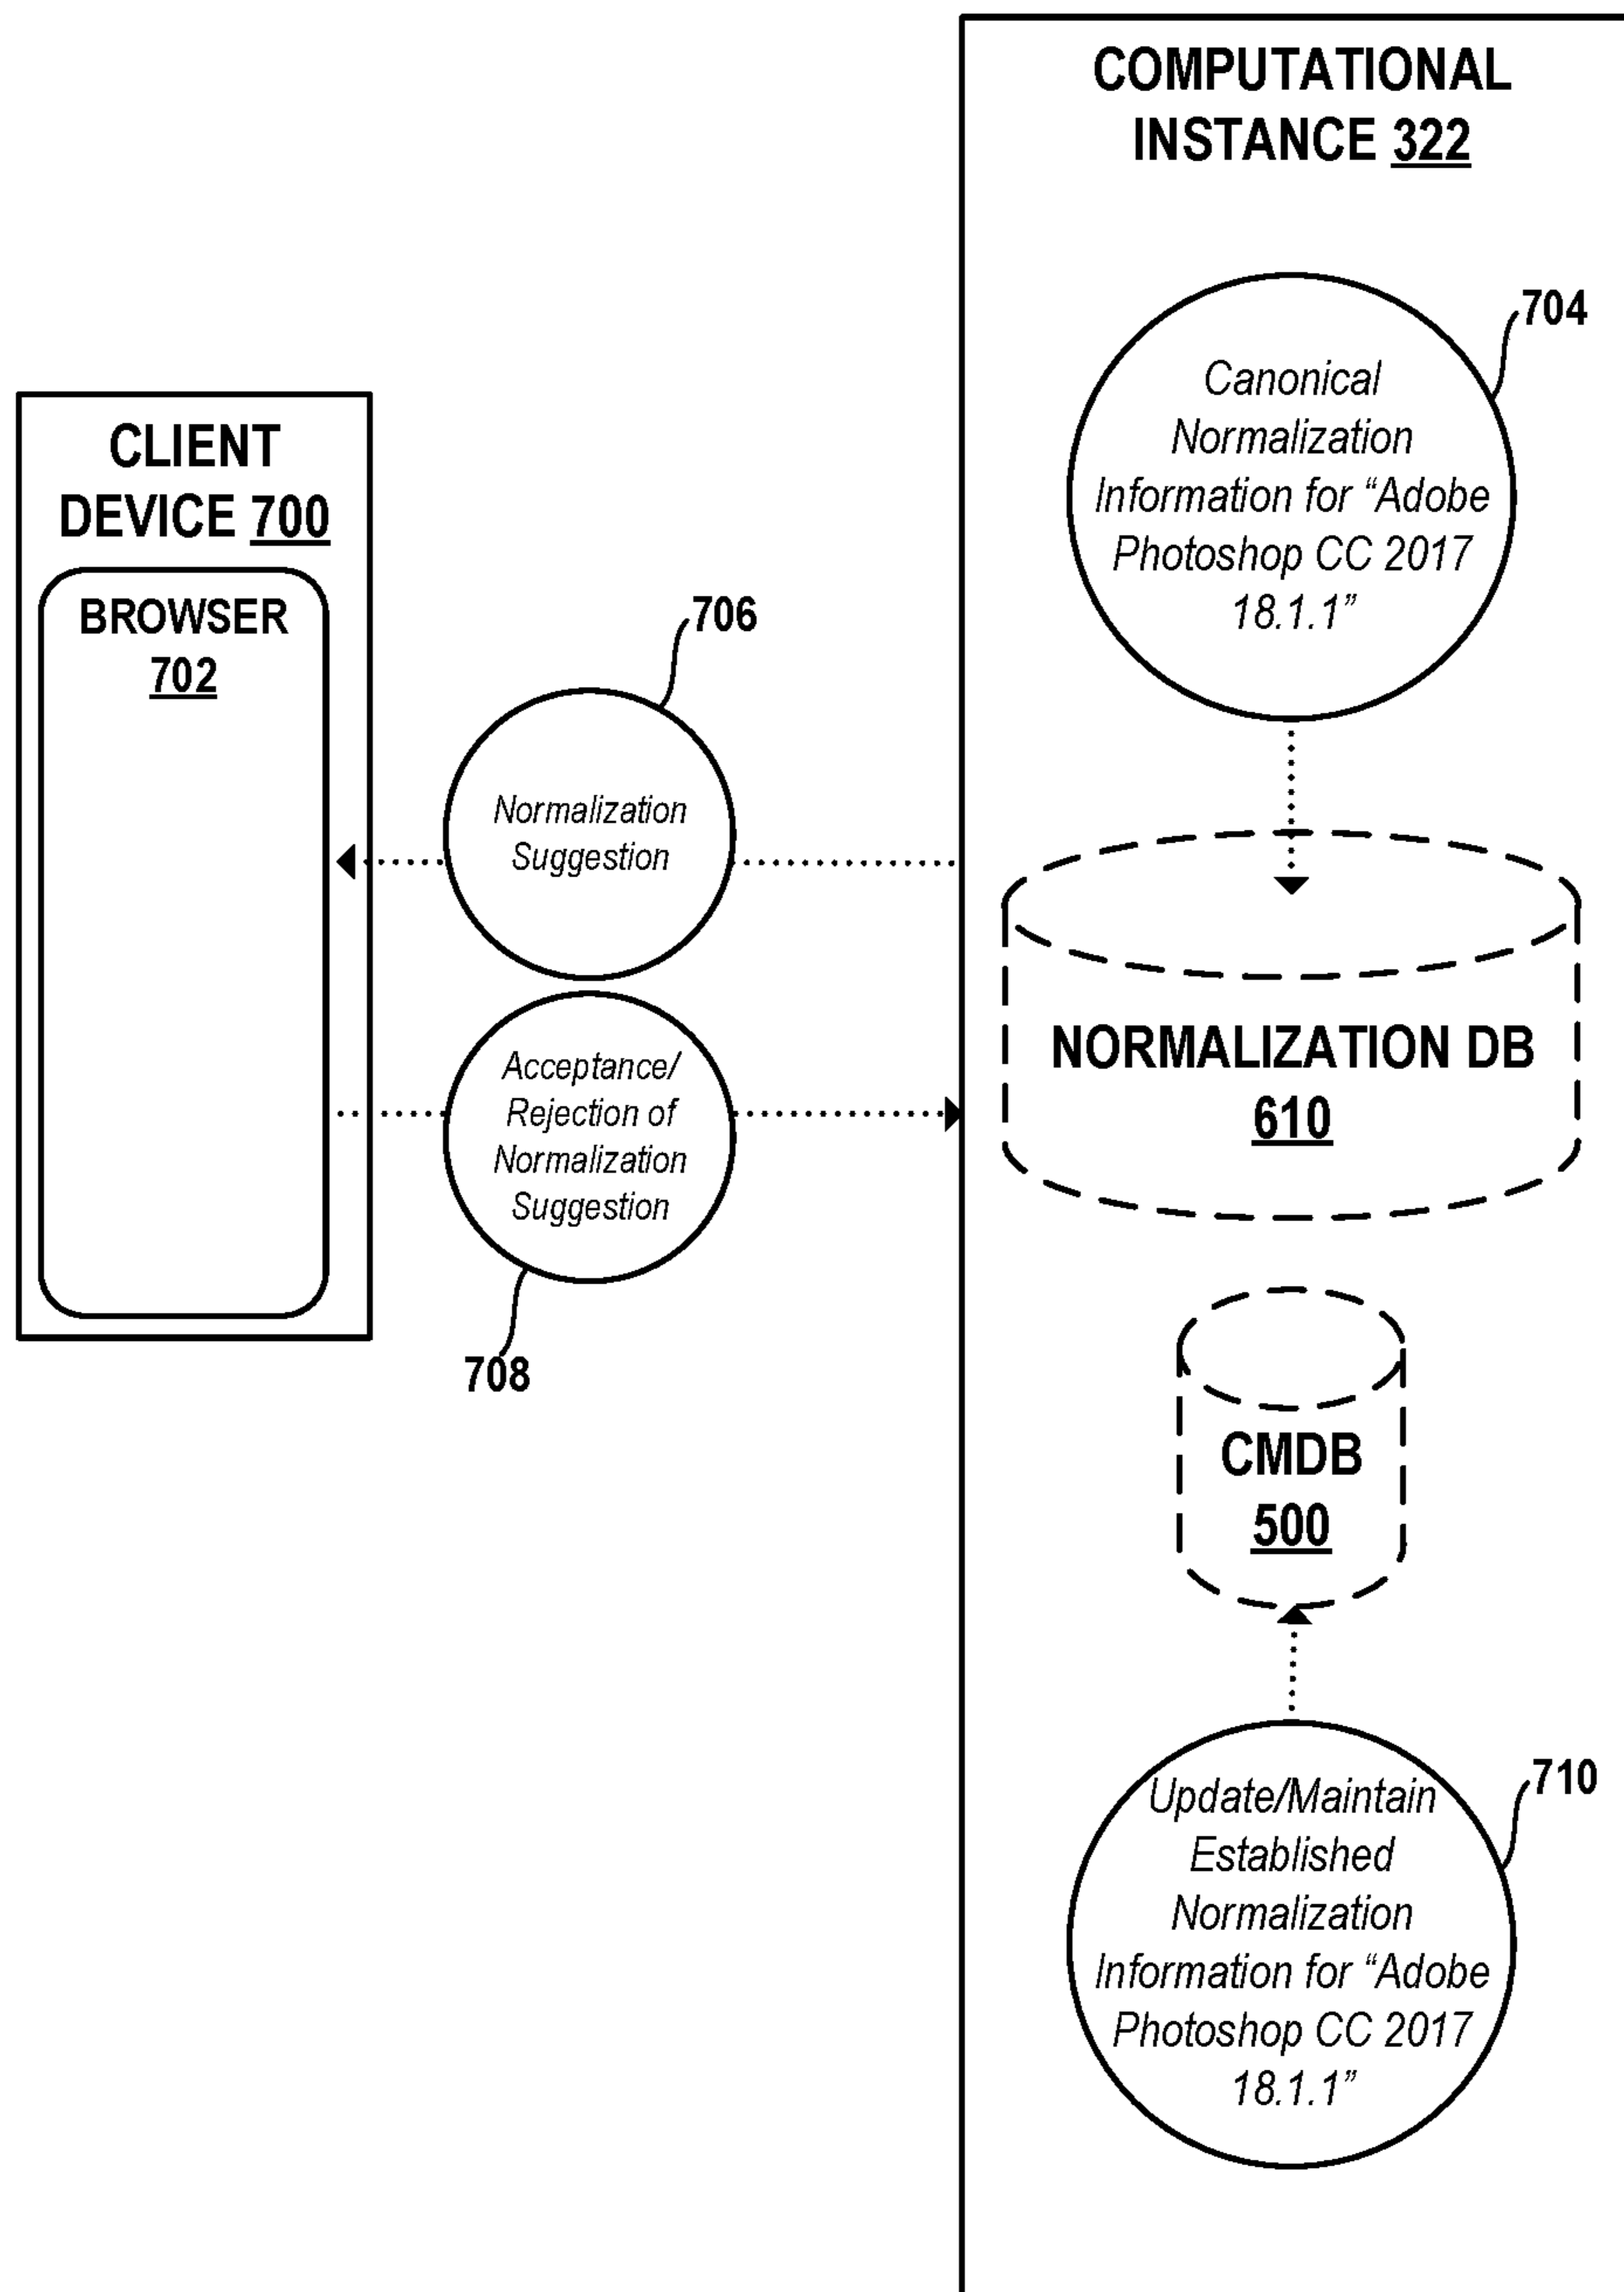 COMPUTATIONAL
INSTANCE 322
704
Canonical
Normalization
Information for “Adobe
Photoshop CC 2017
18.1.1”
CLIENT
DEVICE 700
BROWSER
702
706
Normalization
Suggestion
Acceptance/
Rejection of
Normalization
Suggestion
708
NORMALIZATION DB
610
CMDB
500
710
Update/Maintain
Established
Normalization
Information for “Adobe
Photoshop CC 2017
18.1.1”